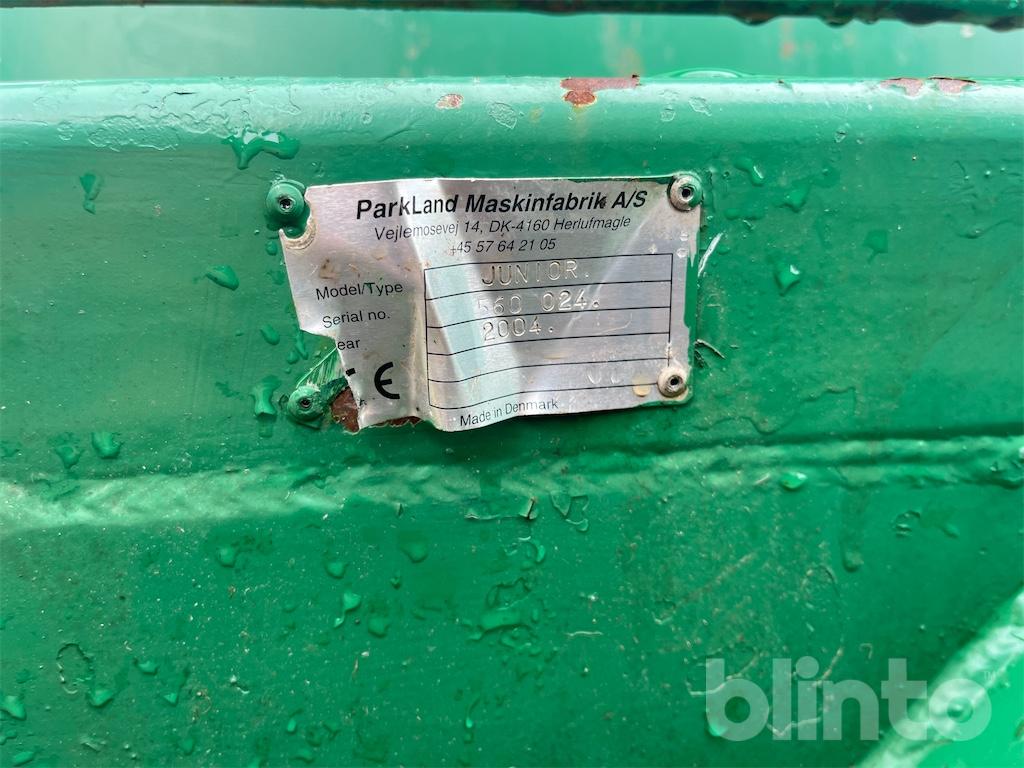 ParkLand Maskinfabrik A/S
Vejlemosevej 14, DK-4160 Herlufmagle
+45 57 64 21 05
Model/Type JUNIOR.
Serial no. 560 024.
ear 2004.
CE
Made in Denmark
blinto